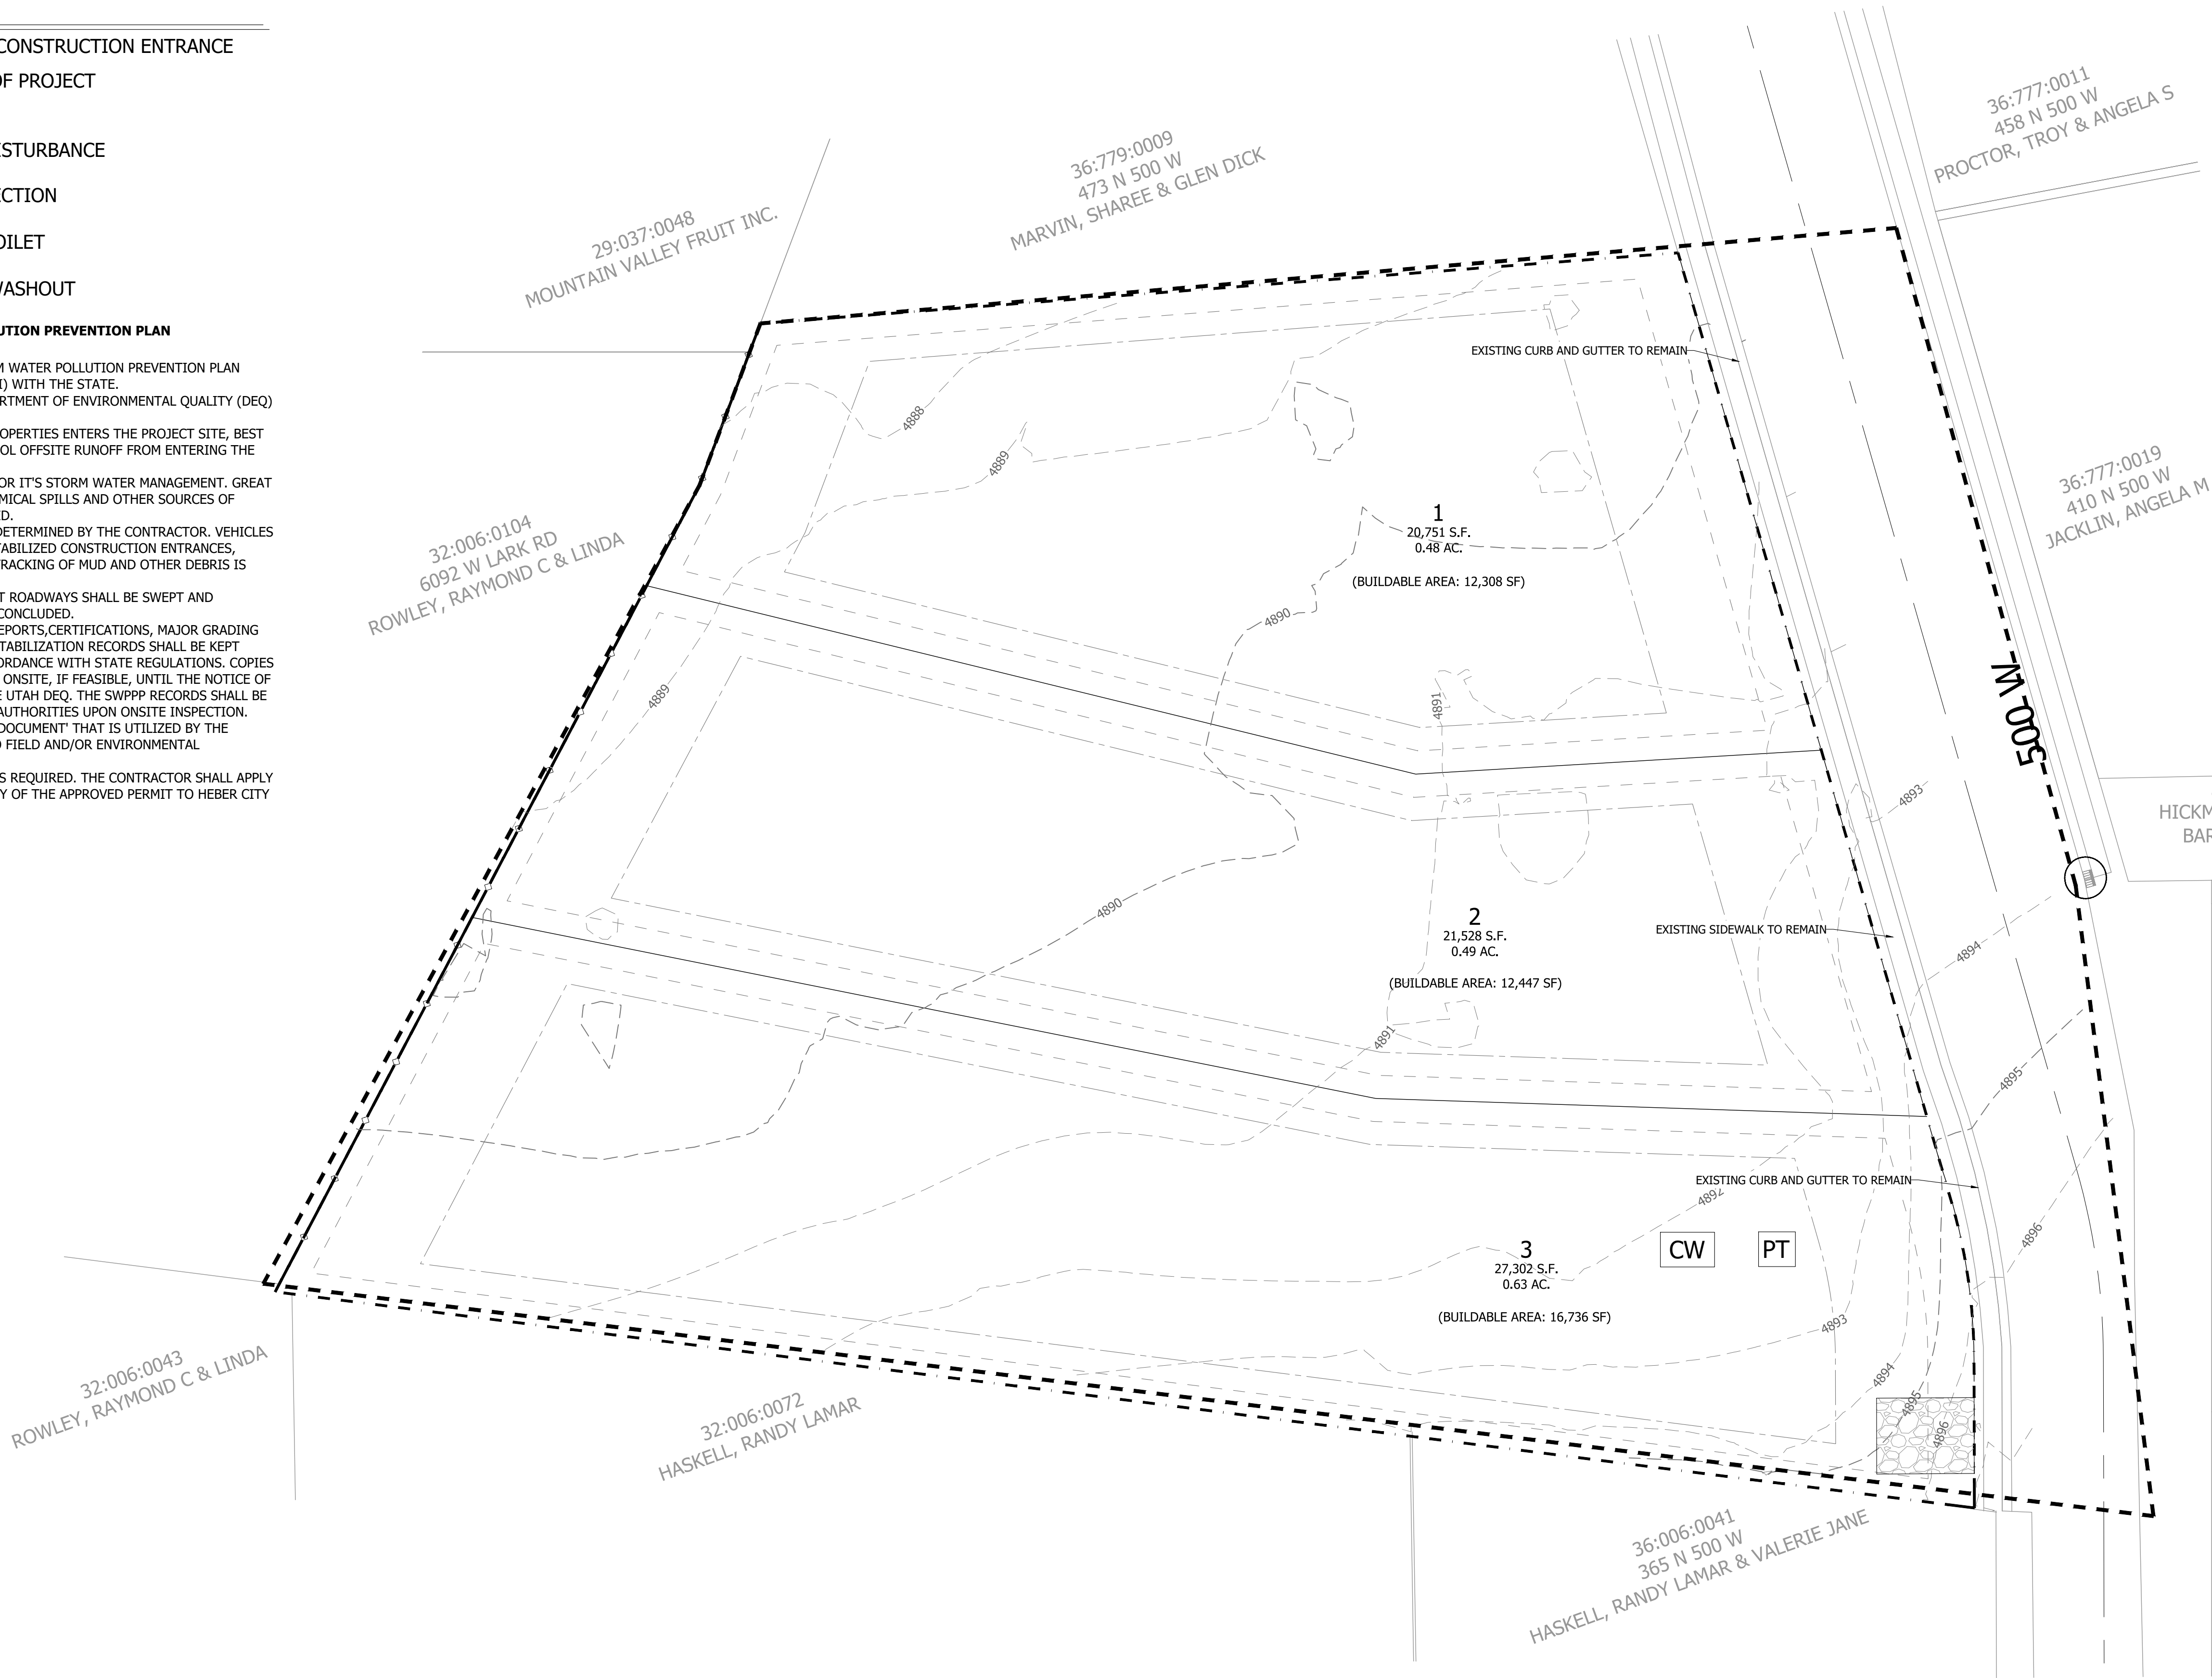 CONSTRUCTION ENTRANCE
OF PROJECT
ISTURBANCE
ECTION
OILET
WASHOUT
UTION PREVENTION PLAN
M WATER POLLUTION PREVENTION PLAN
I) WITH THE STATE.
RTMENT OF ENVIRONMENTAL QUALITY (DEQ)
OPERTIES ENTERS THE PROJECT SITE, BEST
OL OFFSITE RUNOFF FROM ENTERING THE
OR IT'S STORM WATER MANAGEMENT. GREAT
MICAL SPILLS AND OTHER SOURCES OF
D.
DETERMINED BY THE CONTRACTOR. VEHICLES
TABILIZED CONSTRUCTION ENTRANCES,
TRACKING OF MUD AND OTHER DEBRIS IS
T ROADWAYS SHALL BE SWEPT AND
CONCLUDED.
EPORTS,CERTIFICATIONS, MAJOR GRADING
TABILIZATION RECORDS SHALL BE KEPT
ORDANCE WITH STATE REGULATIONS. COPIES
ONSITE, IF FEASIBLE, UNTIL THE NOTICE OF
E UTAH DEQ. THE SWPPP RECORDS SHALL BE
AUTHORITIES UPON ONSITE INSPECTION.
DOCUMENT' THAT IS UTILIZED BY THE
D FIELD AND/OR ENVIRONMENTAL
S REQUIRED. THE CONTRACTOR SHALL APPLY
Y OF THE APPROVED PERMIT TO HEBER CITY
29:037:0048
MOUNTAIN VALLEY FRUIT INC.
36:779:0009
473 N 500 W
MARVIN, SHAREE & GLEN DICK
36:777:0011
458 N 500 W
PROCTOR, TROY & ANGELA S
EXISTING CURB AND GUTTER TO REMAIN
4888
4889
36:777:0019
410 N 500 W
JACKLIN, ANGELA M
32:006:0104
6092 W LARK RD
ROWLEY, RAYMOND C & LINDA
1
20,751 S.F.
0.48 AC.
(BUILDABLE AREA: 12,308 SF)
4890
4889
4891
500 W
4893
HICKM
BAR
4890
2
21,528 S.F.
0.49 AC.
(BUILDABLE AREA: 12,447 SF)
EXISTING SIDEWALK TO REMAIN
4894
4891
4895
EXISTING CURB AND GUTTER TO REMAIN
4892
4896
3
27,302 S.F.
0.63 AC.
(BUILDABLE AREA: 16,736 SF)
CW
PT
4893
4894
4895
4896
32:006:0043
ROWLEY, RAYMOND C & LINDA
32:006:0072
HASKELL, RANDY LAMAR
36:006:0041
365 N 500 W
HASKELL, RANDY LAMAR & VALERIE JANE